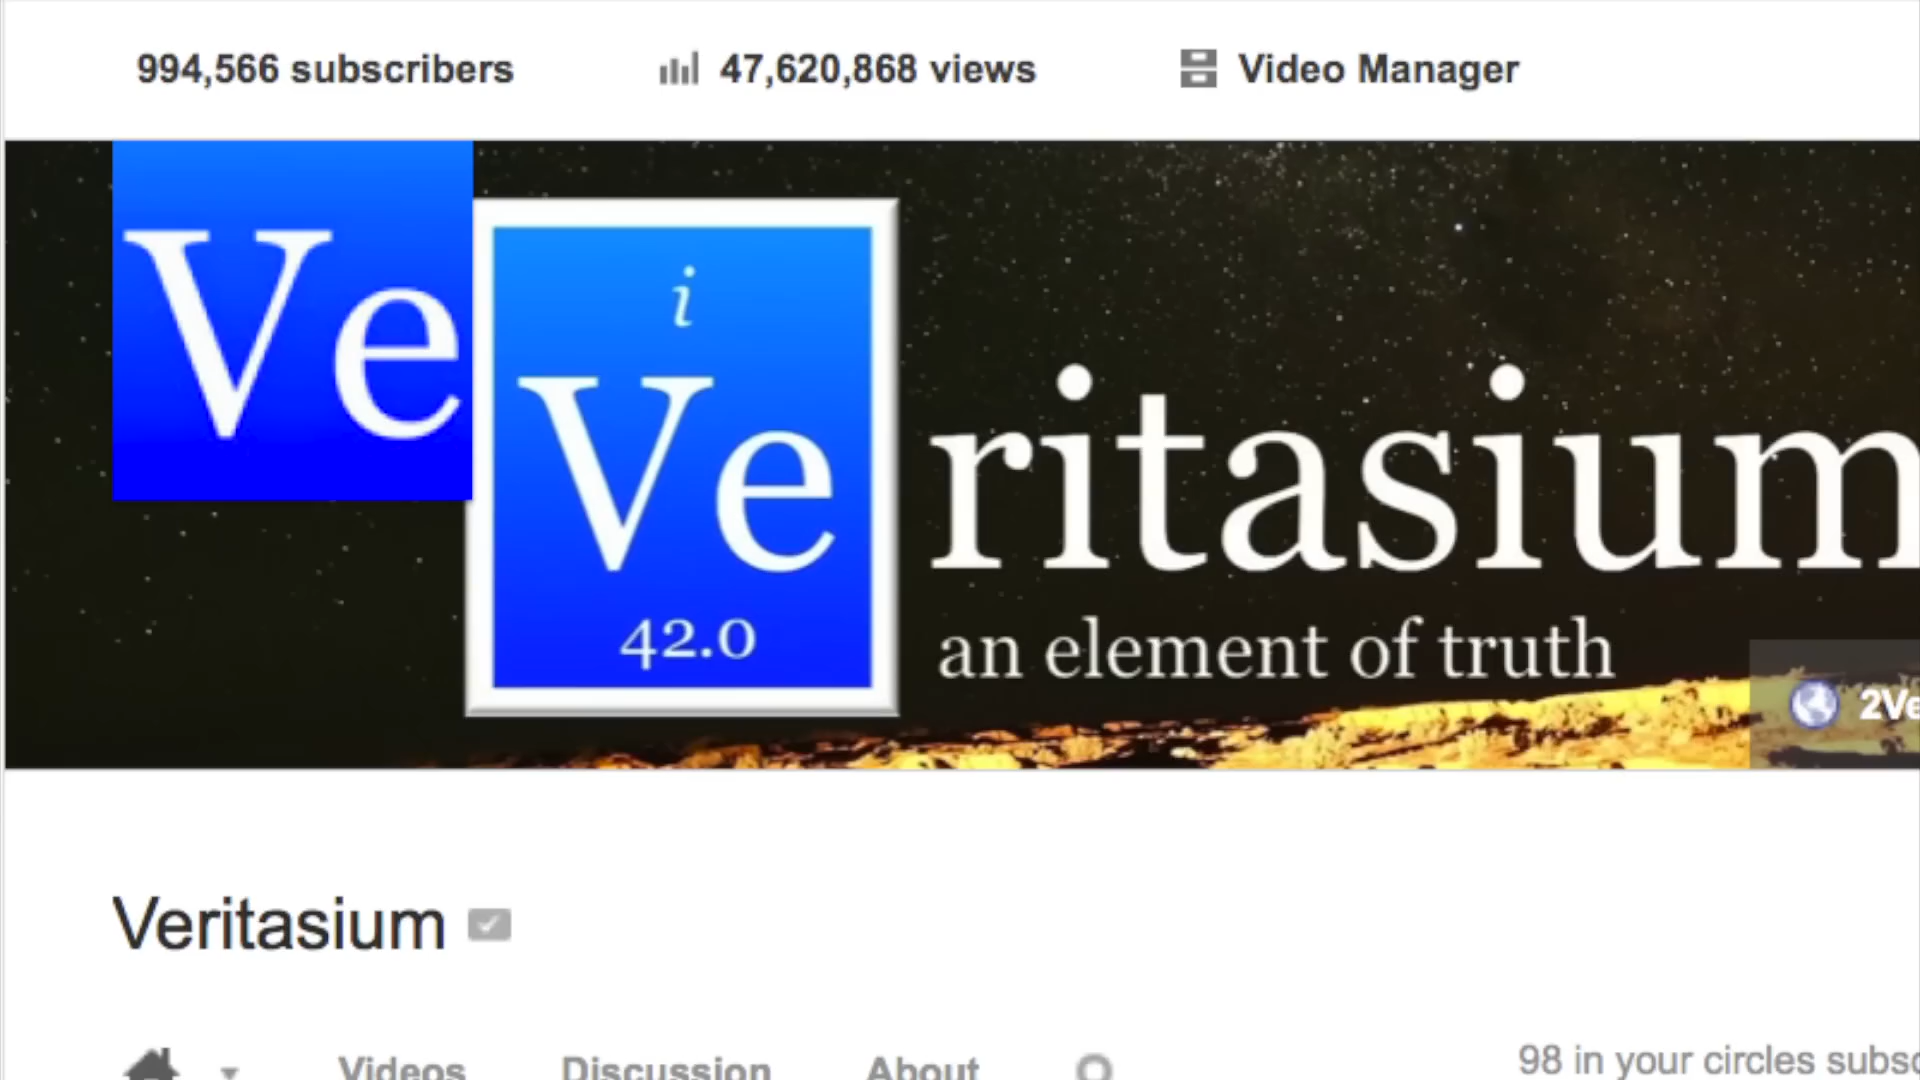 994,566 subscribers 47,620,868 views Video Manager
Ve
i
Ve ritasium
42.0
an element of truth
2Ve
Veritasium
Videos Discussion About
98 in your circles subsc